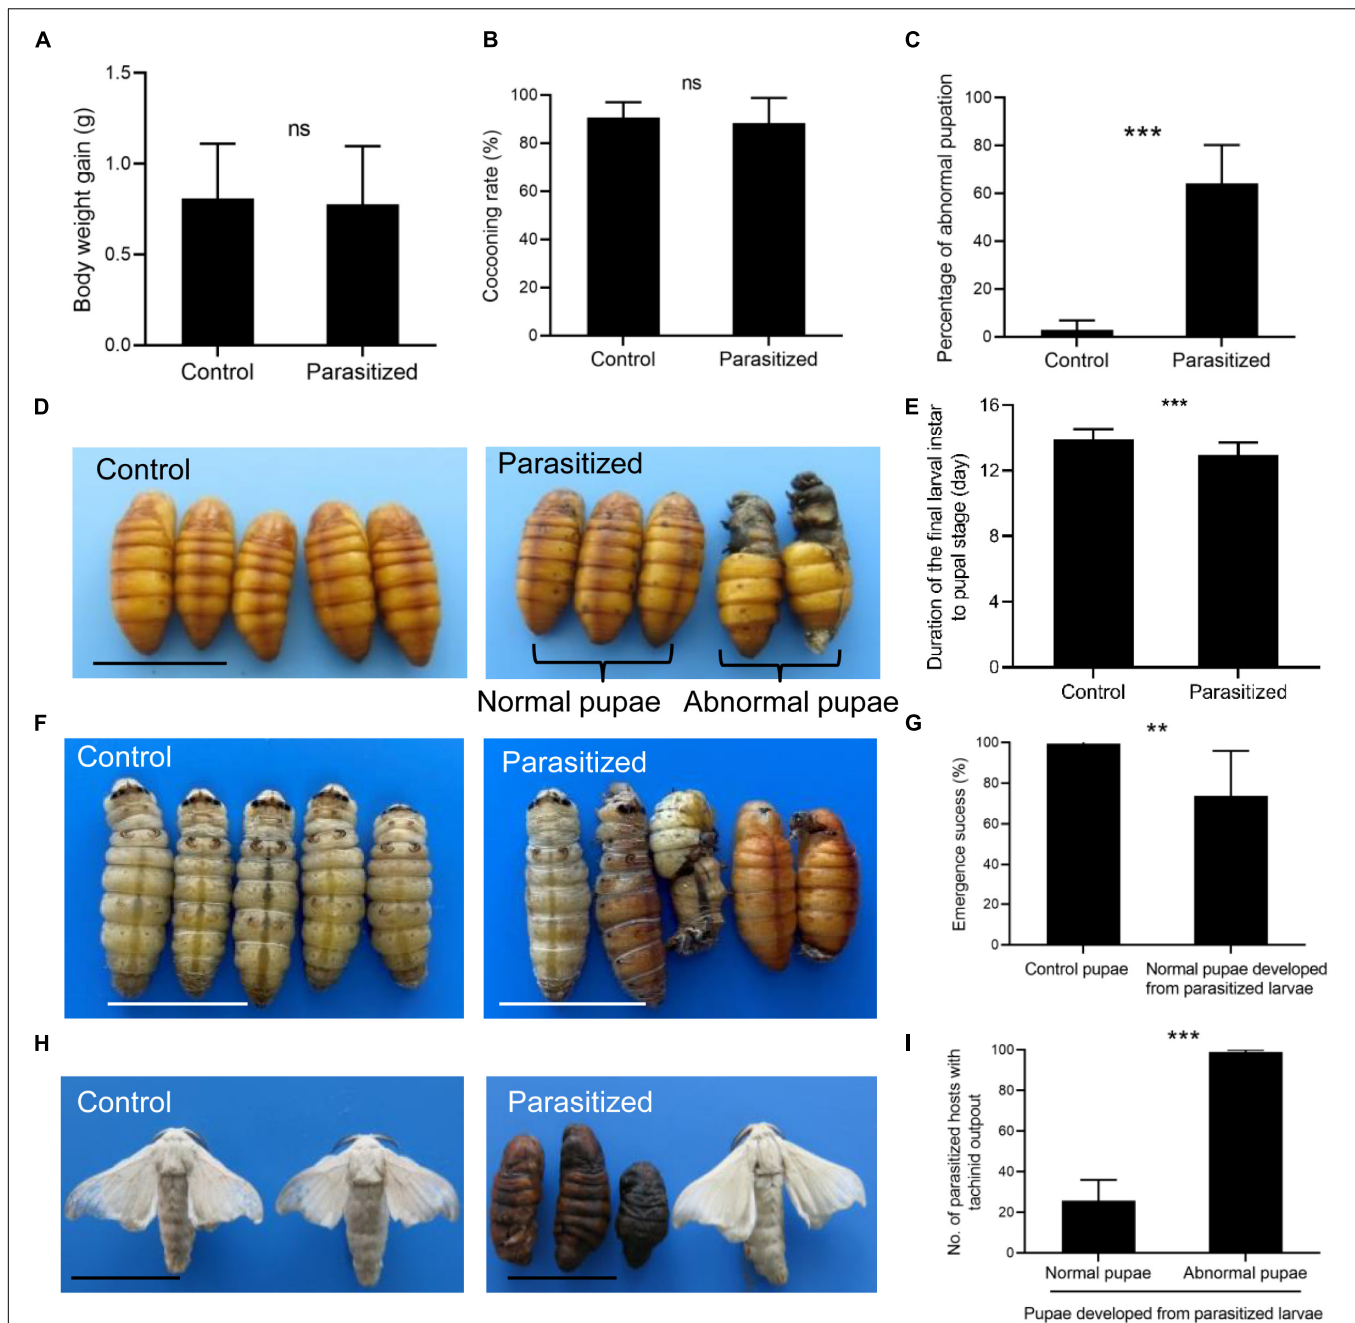 A
Body weight gain (g)
1.5
1.0
0.5
0.0
ns
Control Parasitized
B
Cocooning rate (%)
100
80
60
40
20
0
ns
Control Parasitized
C
Percentage of abnormal pupation
100
80
60
40
20
0
***
Control Parasitized
D
Control
Parasitized
Normal pupae Abnormal pupae
E
Duration of the final larval instar
to pupal stage (day)
16
12
8
4
0
***
Control Parasitized
F
Control
Parasitized
G
Emergence sucess (%)
100
80
60
40
20
0
**
Control pupae
Normal pupae developed
from parasitized larvae
H
Control
Parasitized
I
No. of parasitized hosts with
tachinid outpout
100
80
60
40
20
0
***
Normal pupae Abnormal pupae
Pupae developed from parasitized larvae